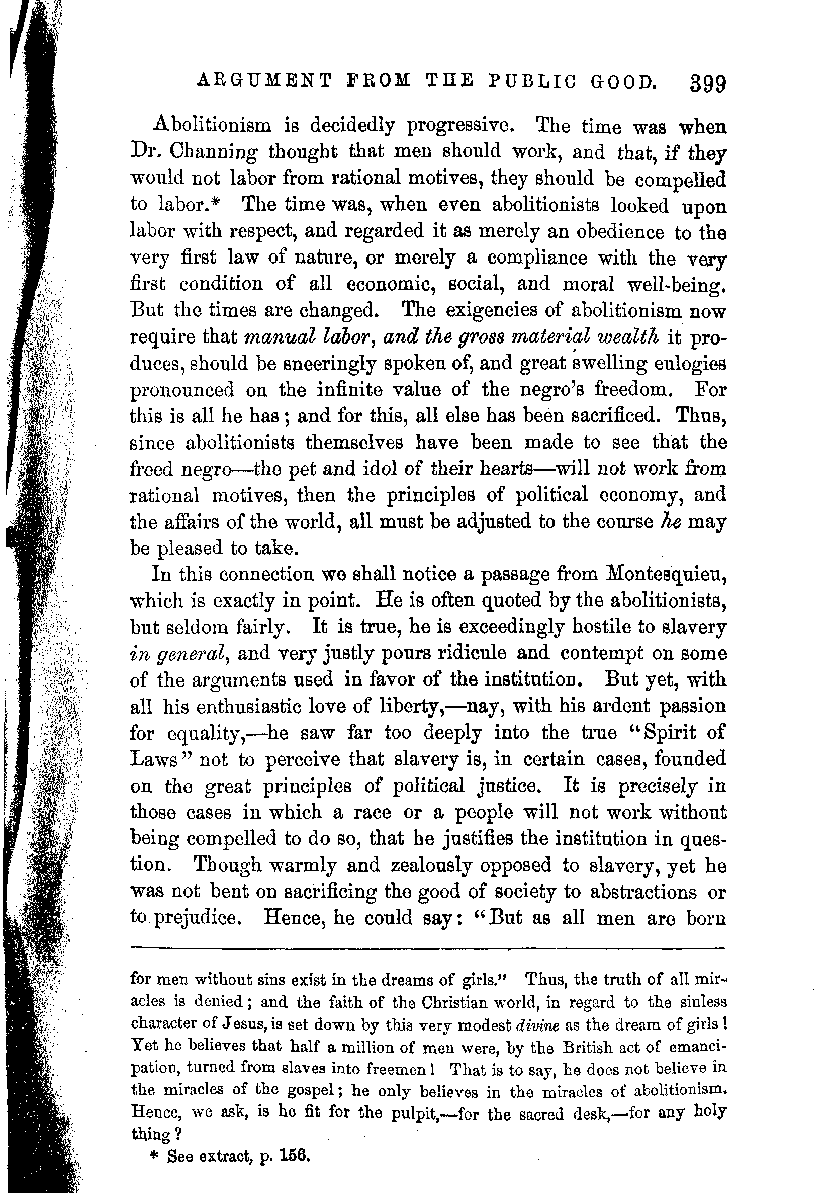 ARGUMENT FROM THE PUBLIC GOOD. 399
Abolitionism is decidedly progressive. The time was when
Dr. Channing thought that men should work, and that, if they
would not labor from rational motives, they should be compelled
to labor.* The time was, when even abolitionists looked upon
labor with respect, and regarded it as merely an obedience to the
very first law of nature, or merely a compliance with the very
first condition of all economic, social, and moral well-being.
But the times are changed. The exigencies of abolitionism now
require that manual labor, and the gross material wealth it pro-
duces, should be sneeringly spoken of, and great swelling eulogies
pronounced on the infinite value of the negro's freedom. For
this is all he has; and for this, all else has been sacrificed. Thus,
since abolitionists themselves have been made to see that the
freed negro—the pet and idol of their hearts—will not work from
rational motives, then the principles of political economy, and
the affairs of the world, all must be adjusted to the course he may
be pleased to take.
In this connection we shall notice a passage from Montesquieu,
which is exactly in point. He is often quoted by the abolitionists,
but seldom fairly. It is true, he is exceedingly hostile to slavery
in general, and very justly pours ridicule and contempt on some
of the arguments used in favor of the institution. But yet, with
all his enthusiastic love of liberty,—nay, with his ardent passion
for equality,—he saw far too deeply into the true "Spirit of
Laws" not to perceive that slavery is, in certain cases, founded
on the great principles of political justice. It is precisely in
those cases in which a race or a people will not work without
being compelled to do so, that he justifies the institution in ques-
tion. Though warmly and zealously opposed to slavery, yet he
was not bent on sacrificing the good of society to abstractions or
to prejudice. Hence, he could say: "But as all men are born
for men without sins exist in the dreams of girls." Thus, the truth of all mir-
acles is denied; and the faith of the Christian world, in regard to the sinless
character of Jesus, is set down by this very modest divine as the dream of girls!
Yet he believes that half a million of men were, by the British act of emanci-
pation, turned from slaves into freemen! That is to say, he does not believe in
the miracles of the gospel; he only believes in the miracles of abolitionism.
Hence, we ask, is he fit for the pulpit,—for the sacred desk,—for any holy
thing?
* See extract, p. 156.